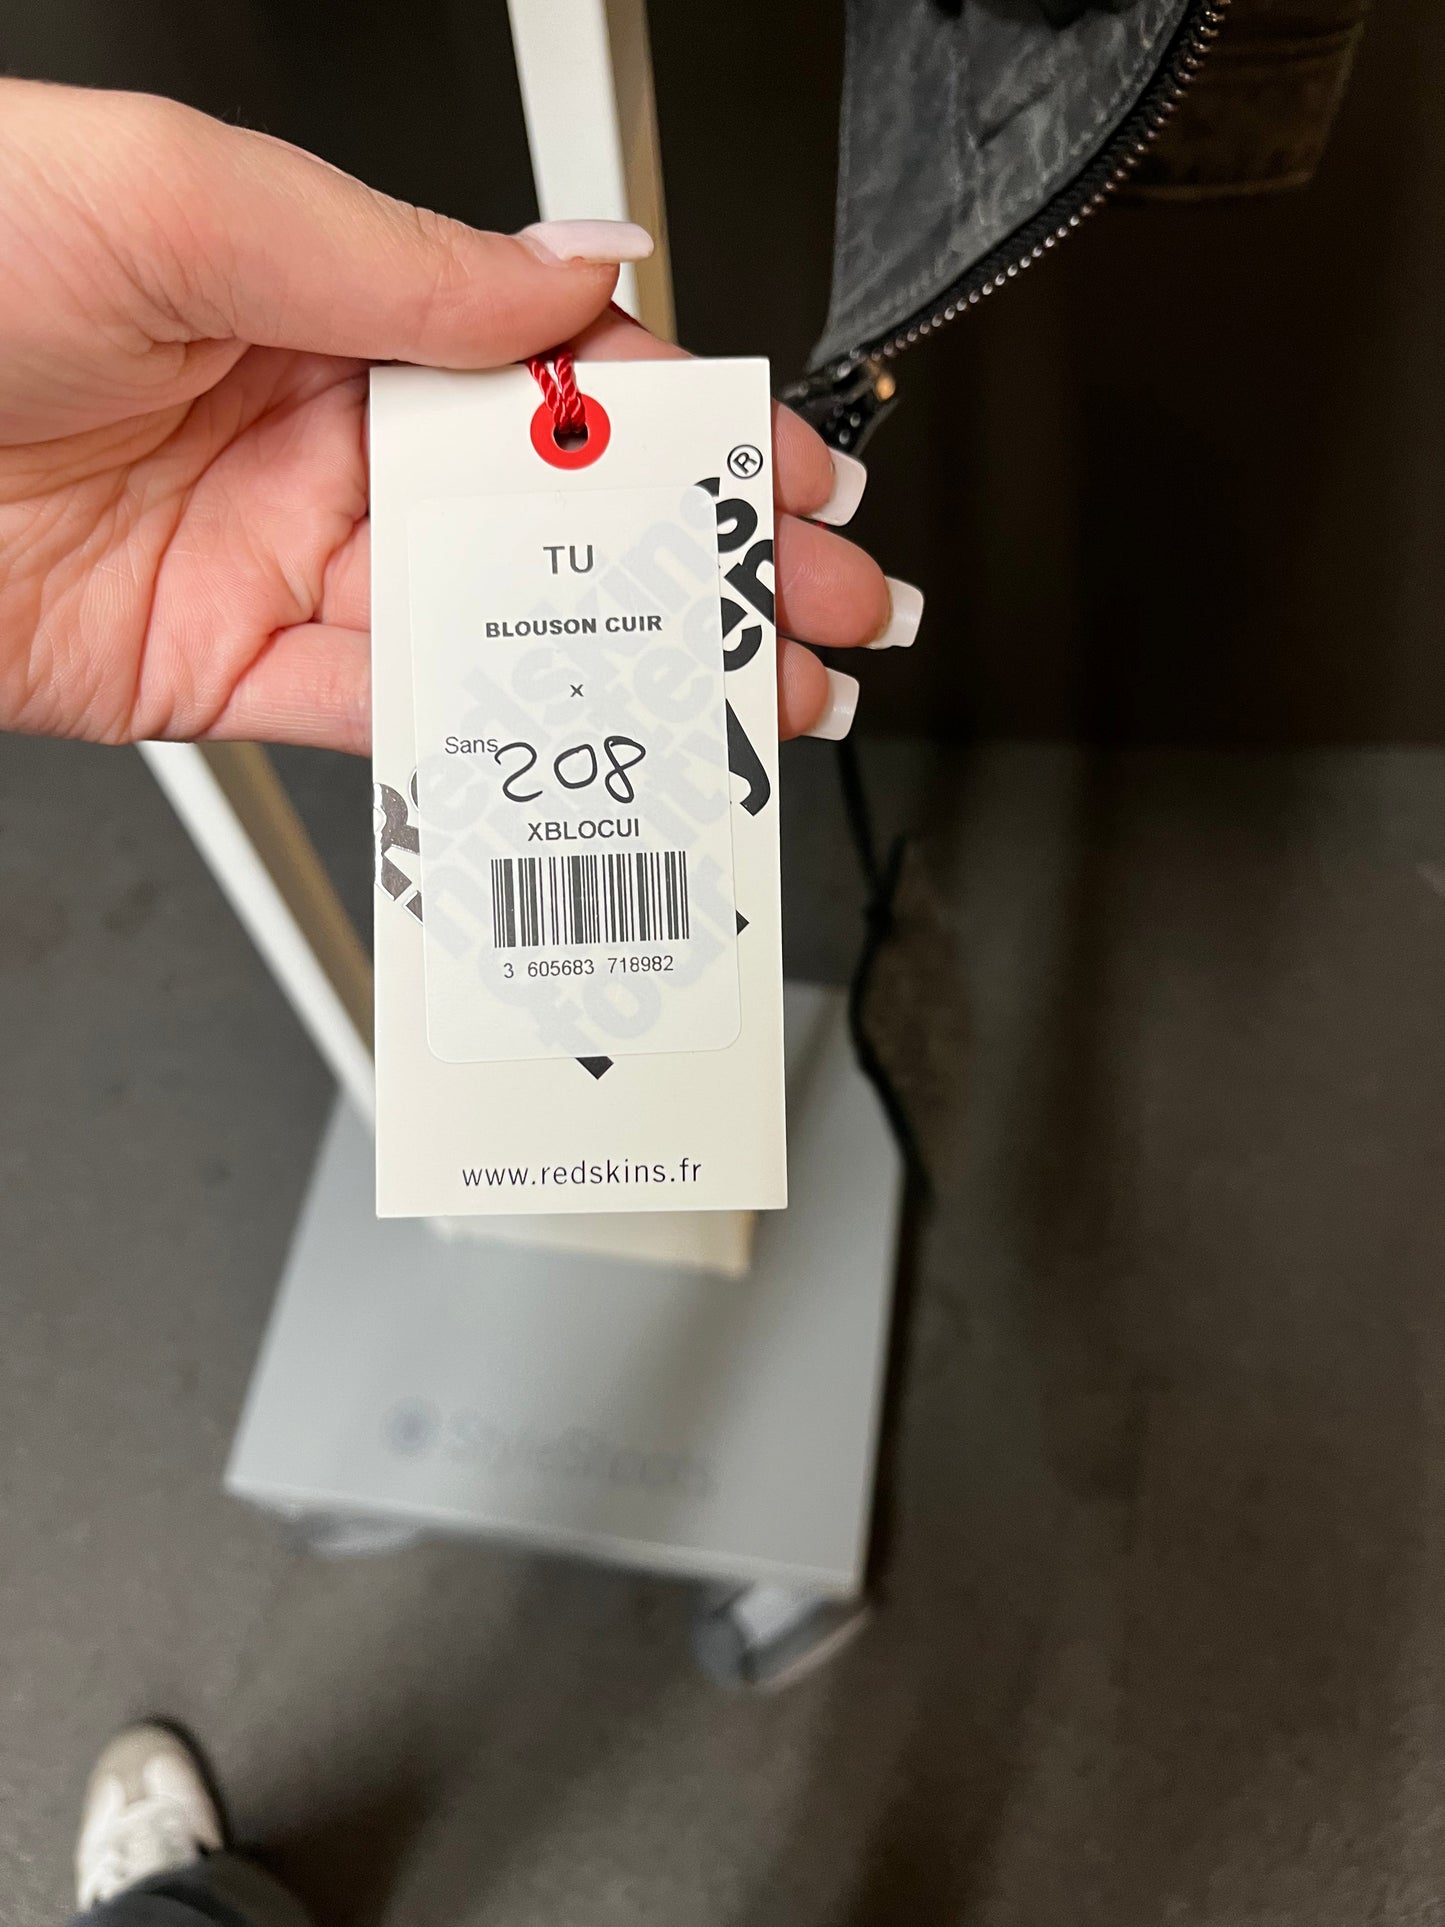 TU
BLOUSON CUIR
x
Sans 208
XBLOCUI
3 605683 718982
www.redskins.fr
®